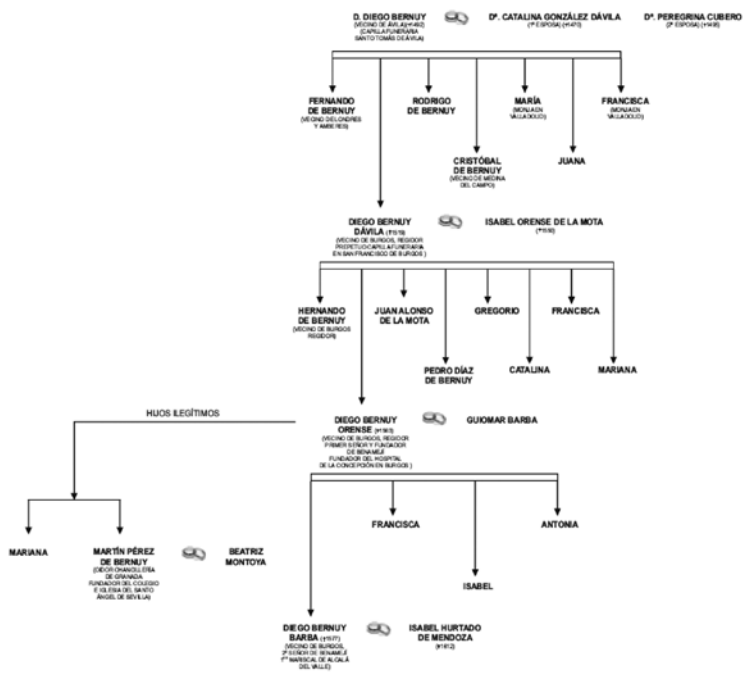 D. DIEGO BERNUY
(VECINO DE ÁVILA)(+1492)
(CAPILLA FUNERARIA
SANTO TOMÁS DE ÁVILA)
Dª. CATALINA GONZÁLEZ DÁVILA
(1ª ESPOSA) (+1470)
Dª. PEREGRINA CUBERO
(2ª ESPOSA)
FERNANDO
DE BERNUY
(VECINO DE LONDRES
Y AMBERES)
RODRIGO
DE BERNUY
MARÍA
(MONJA EN
VALLADOLID)
FRANCISCA
(MONJA EN
VALLADOLID)
CRISTÓBAL
DE BERNUY
(VECINO DE MEDINA
DEL CAMPO)
JUANA
DIEGO BERNUY
DÁVILA
(VECINO DE BURGOS, REGIDOR
PREPETUO CAPILLA FUNERARIA
EN SAN FRANCISCO DE BURGOS )
ISABEL ORENSE DE LA MOTA
HERNANDO
DE BERNUY
(VECINO DE BURGOS
REGIDOR)
JUAN ALONSO
DE LA MOTA
GREGORIO
FRANCISCA
PEDRO DÍAZ
DE BERNUY
CATALINA
MARIANA
HIJOS ILEGÍTIMOS
DIEGO BERNUY
ORENSE
(VECINO DE BURGOS, REGIDOR
PRIMER SEÑOR Y FUNDADOR
DE BENAMEJÍ
FUNDADOR DEL HOSPITAL
DE LA CONCEPCIÓN EN BURGOS )
GUIOMAR BARBA
FRANCISCA
ANTONIA
MARIANA
MARTÍN PÉREZ
DE BERNUY
(OIDOR CHANCILLERÍA
DE GRANADA
FUNDADOR DEL COLEGIO
E IGLESIA DEL SANTO
ÁNGEL DE SEVILLA)
BEATRIZ
MONTOYA
ISABEL
DIEGO BERNUY
BARBA (+1577)
(VECINO DE BURGOS,
2º SEÑOR DE BENAMEJÍ
1er MARISCAL DE ALCALÁ
DEL VALLE)
ISABEL HURTADO
DE MENDOZA
(+1612)